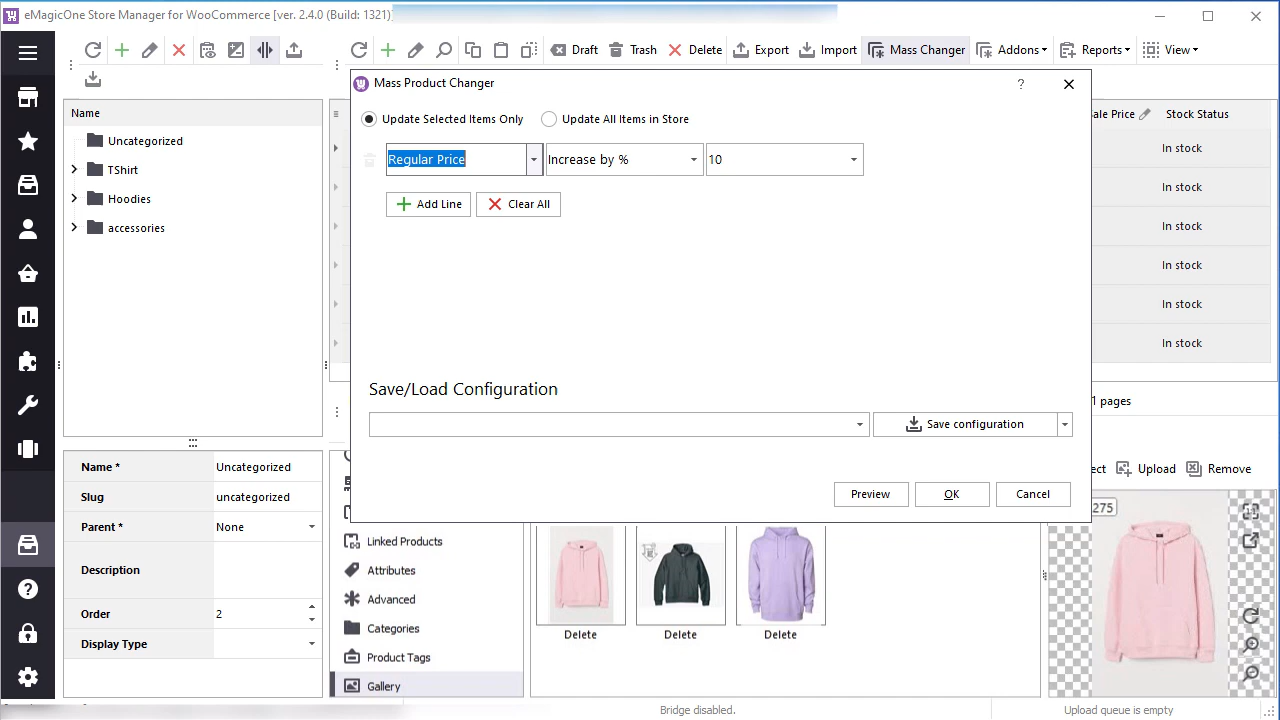 eMagicOne Store Manager for WooCommerce [ver. 2.4.0 (Build: 1321)]
Draft Trash Delete Export Import Mass Changer Addons Reports View
Mass Product Changer
?
Name
Uncategorized
TShirt
Hoodies
accessories
Update Selected Items Only Update All Items in Store
Regular Price Increase by % 10
Add Line Clear All
ale Price Stock Status
In stock
In stock
In stock
In stock
In stock
In stock
Save/Load Configuration
Save configuration
1 pages
Preview OK Cancel
Name * Uncategorized
Slug uncategorized
Parent * None
Description
Order 2
Display Type
Linked Products
Attributes
Advanced
Categories
Product Tags
Gallery
Delete Delete Delete
ect Upload Remove
275
Bridge disabled. Upload queue is empty